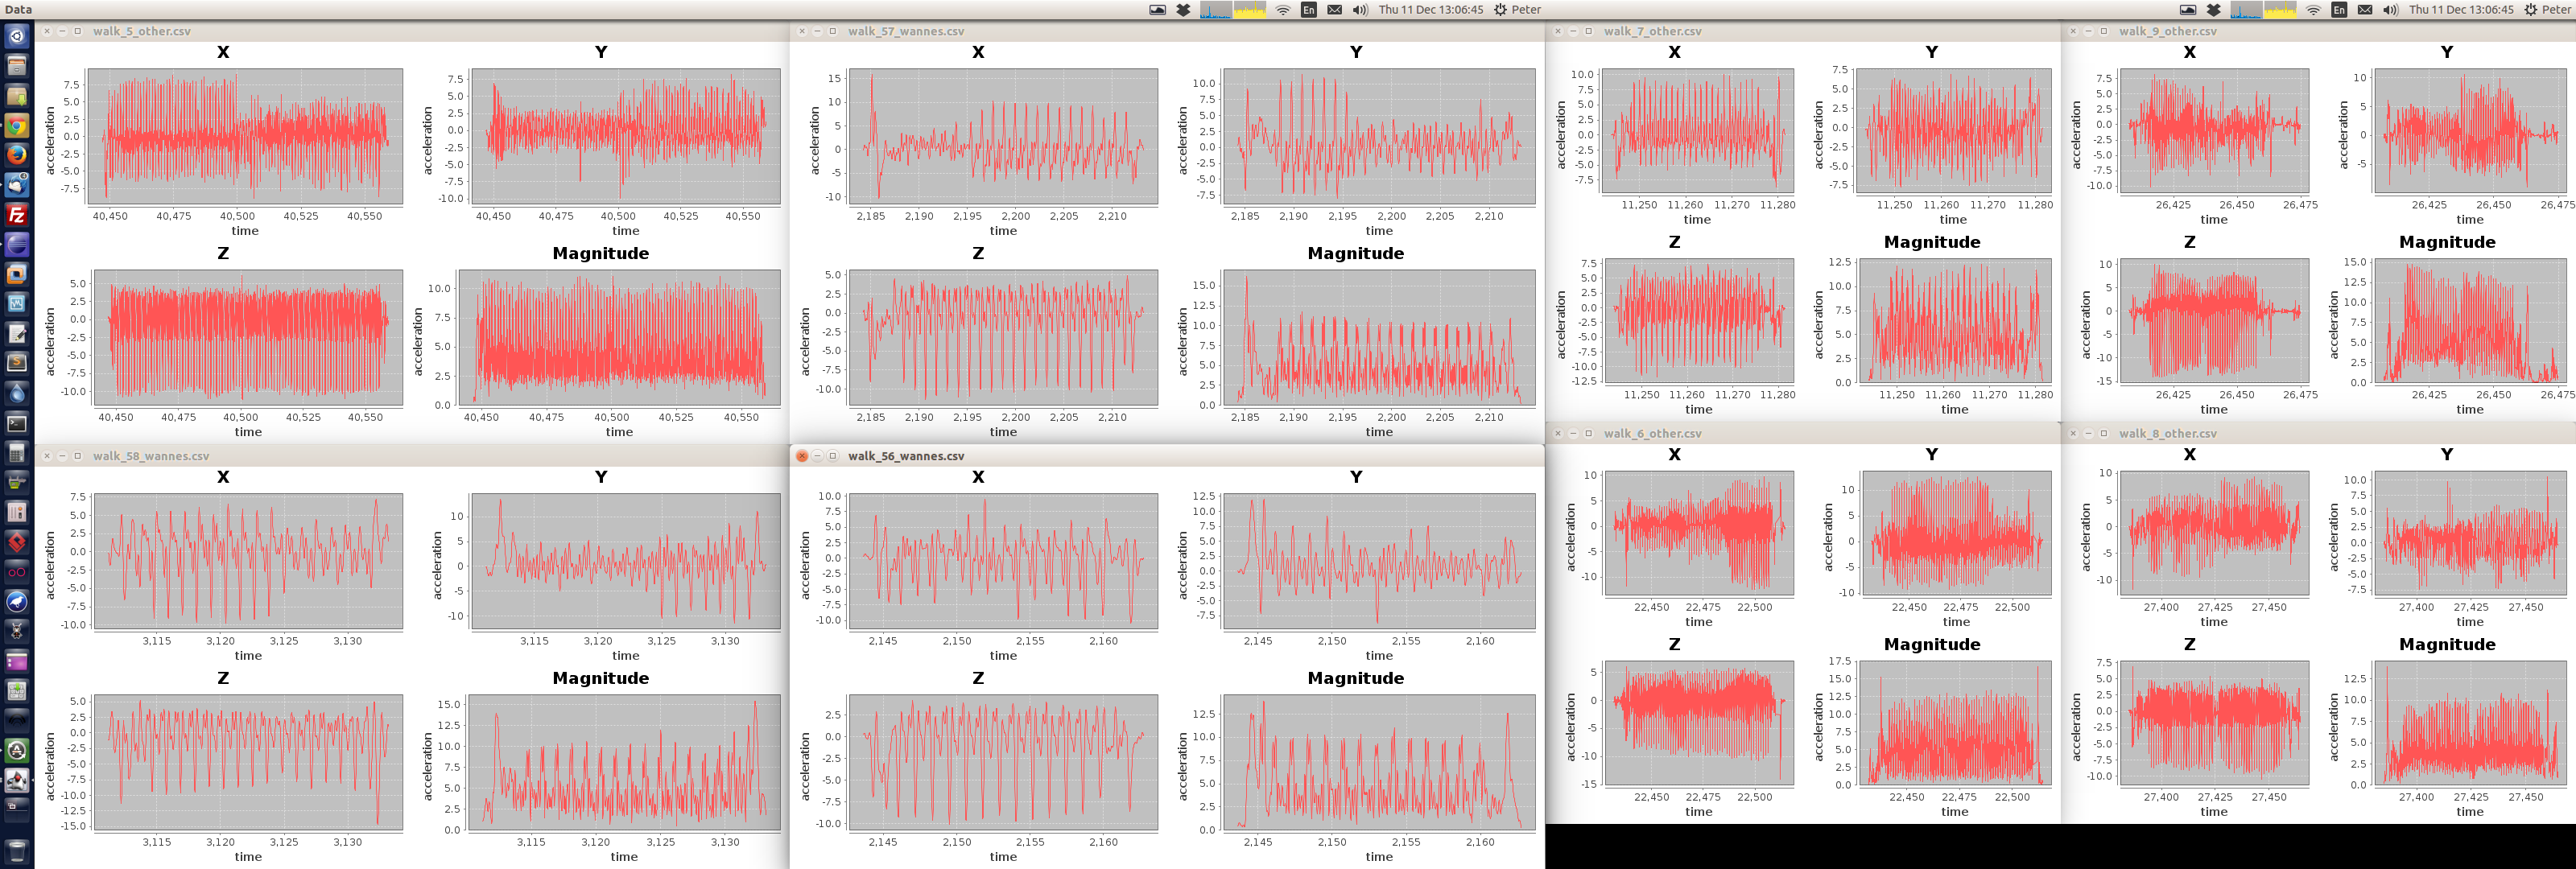 Data
En Thu 11 Dec 13:06:45 Peter
En Thu 11 Dec 13:06:45 Peter
walk_5_other.csv
X
acceleration
7.5
5.0
2.5
0.0
-2.5
-5.0
-7.5
40,450 40,475 40,500 40,525 40,550
time
Y
acceleration
7.5
5.0
2.5
0.0
-2.5
-5.0
-7.5
-10.0
40,450 40,475 40,500 40,525 40,550
time
Z
acceleration
5.0
2.5
0.0
-2.5
-5.0
-7.5
-10.0
40,450 40,475 40,500 40,525 40,550
time
Magnitude
acceleration
10.0
7.5
5.0
2.5
0.0
40,450 40,475 40,500 40,525 40,550
time
walk_57_wannes.csv
X
acceleration
15
10
5
0
-5
-10
2,185 2,190 2,195 2,200 2,205 2,210
time
Y
acceleration
10.0
7.5
5.0
2.5
0.0
-2.5
-5.0
-7.5
2,185 2,190 2,195 2,200 2,205 2,210
time
Z
acceleration
5.0
2.5
0.0
-2.5
-5.0
-7.5
-10.0
2,185 2,190 2,195 2,200 2,205 2,210
time
Magnitude
acceleration
15.0
12.5
10.0
7.5
5.0
2.5
0.0
2,185 2,190 2,195 2,200 2,205 2,210
time
walk_7_other.csv
X
acceleration
10.0
7.5
5.0
2.5
0.0
-2.5
-5.0
-7.5
11,250 11,260 11,270 11,280
time
Y
acceleration
7.5
5.0
2.5
0.0
-2.5
-5.0
-7.5
11,250 11,260 11,270 11,280
time
Z
acceleration
7.5
5.0
2.5
0.0
-2.5
-5.0
-7.5
-10.0
-12.5
11,250 11,260 11,270 11,280
time
Magnitude
acceleration
12.5
10.0
7.5
5.0
2.5
0.0
11,250 11,260 11,270 11,280
time
walk_9_other.csv
X
acceleration
7.5
5.0
2.5
0.0
-2.5
-5.0
-7.5
-10.0
26,425 26,450 26,475
time
Y
acceleration
10
5
0
-5
26,425 26,450 26,475
time
Z
acceleration
10
5
0
-5
-10
-15
26,425 26,450 26,475
time
Magnitude
acceleration
15.0
12.5
10.0
7.5
5.0
2.5
0.0
26,425 26,450 26,475
time
walk_58_wannes.csv
X
acceleration
7.5
5.0
2.5
0.0
-2.5
-5.0
-7.5
-10.0
3,115 3,120 3,125 3,130
time
Y
acceleration
10
5
0
-5
-10
3,115 3,120 3,125 3,130
time
Z
acceleration
5.0
2.5
0.0
-2.5
-5.0
-7.5
-10.0
-12.5
-15.0
3,115 3,120 3,125 3,130
time
Magnitude
acceleration
15.0
12.5
10.0
7.5
5.0
2.5
0.0
3,115 3,120 3,125 3,130
time
walk_56_wannes.csv
X
acceleration
10.0
7.5
5.0
2.5
0.0
-2.5
-5.0
-7.5
-10.0
2,145 2,150 2,155 2,160
time
Y
acceleration
12.5
10.0
7.5
5.0
2.5
0.0
-2.5
-5.0
-7.5
2,145 2,150 2,155 2,160
time
Z
acceleration
2.5
0.0
-2.5
-5.0
-7.5
-10.0
2,145 2,150 2,155 2,160
time
Magnitude
acceleration
12.5
10.0
7.5
5.0
2.5
0.0
2,145 2,150 2,155 2,160
time
walk_6_other.csv
X
acceleration
10
5
0
-5
-10
22,450 22,475 22,500
time
Y
acceleration
10
5
0
-5
-10
22,450 22,475 22,500
time
Z
acceleration
5
0
-5
-10
-15
22,450 22,475 22,500
time
Magnitude
acceleration
17.5
15.0
12.5
10.0
7.5
5.0
2.5
0.0
22,450 22,475 22,500
time
walk_8_other.csv
X
acceleration
10
5
0
-5
-10
27,400 27,425 27,450
time
Y
acceleration
10.0
7.5
5.0
2.5
0.0
-2.5
-5.0
-7.5
27,400 27,425 27,450
time
Z
acceleration
7.5
5.0
2.5
0.0
-2.5
-5.0
-7.5
-10.0
27,400 27,425 27,450
time
Magnitude
acceleration
12.5
10.0
7.5
5.0
2.5
0.0
27,400 27,425 27,450
time